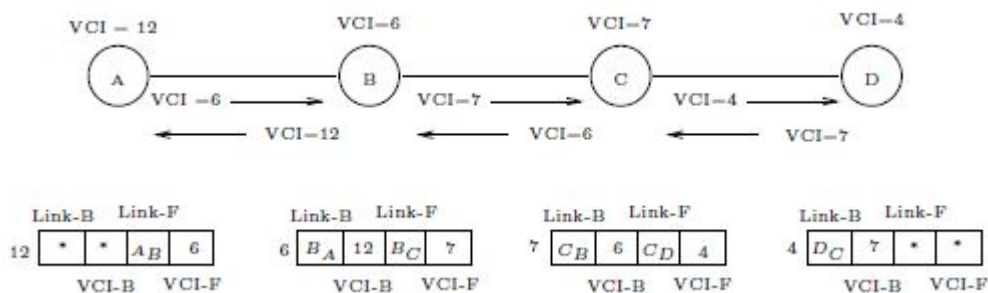 VCI - 12 VCI-6 VCI-7 VCI-4
A B C D
VCI -6 VCI-7 VCI-4
VCI-12 VCI-6 VCI-7
Link-B Link-F Link-B Link-F Link-B Link-F Link-B Link-F
12 * * A_B 6 6 B_A 12 B_C 7 7 C_B 6 C_D 4 4 D_C 7 * *
VCI-B VCI-F VCI-B VCI-F VCI-B VCI-F VCI-B VCI-F